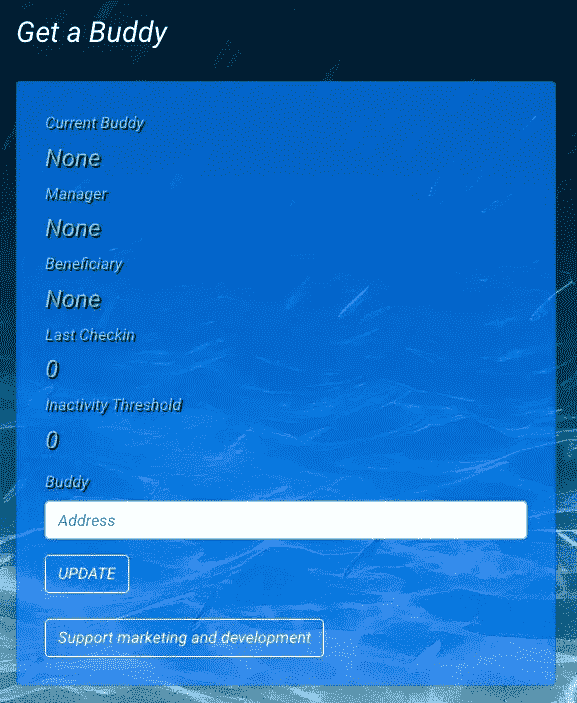 Get a Buddy
Current Buddy
None
Manager
None
Beneficiary
None
Last Checkin
0
Inactivity Threshold
0
Buddy
Address
UPDATE
Support marketing and development